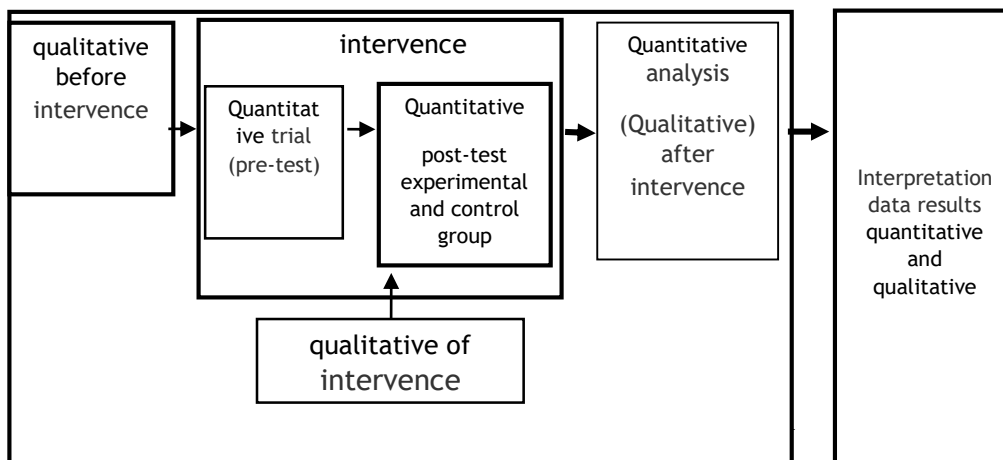 qualitative
before
intervence
intervence
Quantitat
ive trial
(pre-test)
Quantitative
post-test
experimental
and control
group
qualitative of
intervence
Quantitative
analysis
(Qualitative)
after
intervence
Interpretation
data results
quantitative
and
qualitative